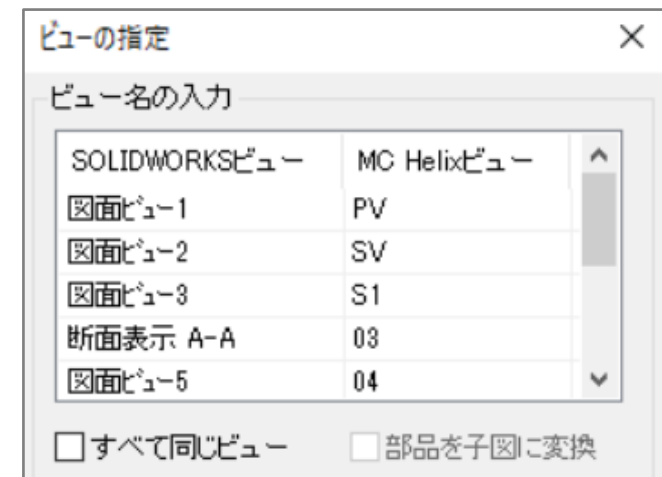 ビューの指定
ビュー名の入力
SOLIDWORKSビュー MC Helixビュー
図面ビュー1 PV
図面ビュー2 SV
図面ビュー3 S1
断面表示 A-A 03
図面ビュー5 04
すべて同じビュー 部品を子図に変換